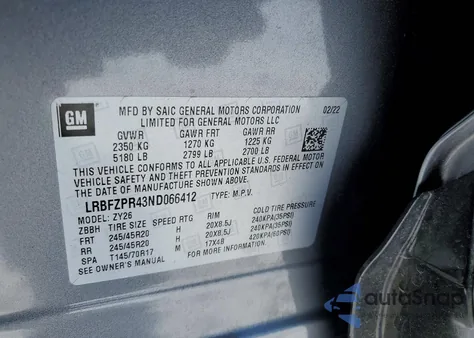 GM
MFD BY SAIC GENERAL MOTORS CORPORATION 02/22
LIMITED FOR GENERAL MOTORS LLC
GVWR GAWR FRT GAWR RR
2350 KG 1270 KG 1225 KG
5180 LB 2799 LB 2700 LB
THIS VEHICLE CONFORMS TO ALL APPLICABLE U.S. FEDERAL MOTOR
VEHICLE SAFETY, BUMPER, AND THEFT PREVENTION STANDARDS IN
EFFECT ON THE DATE OF MANUFACTURE SHOWN ABOVE.
LRBFZPR43ND066412 TYPE: M.P.V.
MODEL: ZY26
ZBBH TIRE SIZE SPEED RTG RIM COLD TIRE PRESSURE
FRT 245/45R20 H 20X8.5J 240KPA(35PSI)
RR 245/45R20 H 20X8.5J 240KPA(35PSI)
SPA T145/70R17 M 17X4B 420KPA(60PSI)
SEE OWNER'S MANUAL
autoSnap